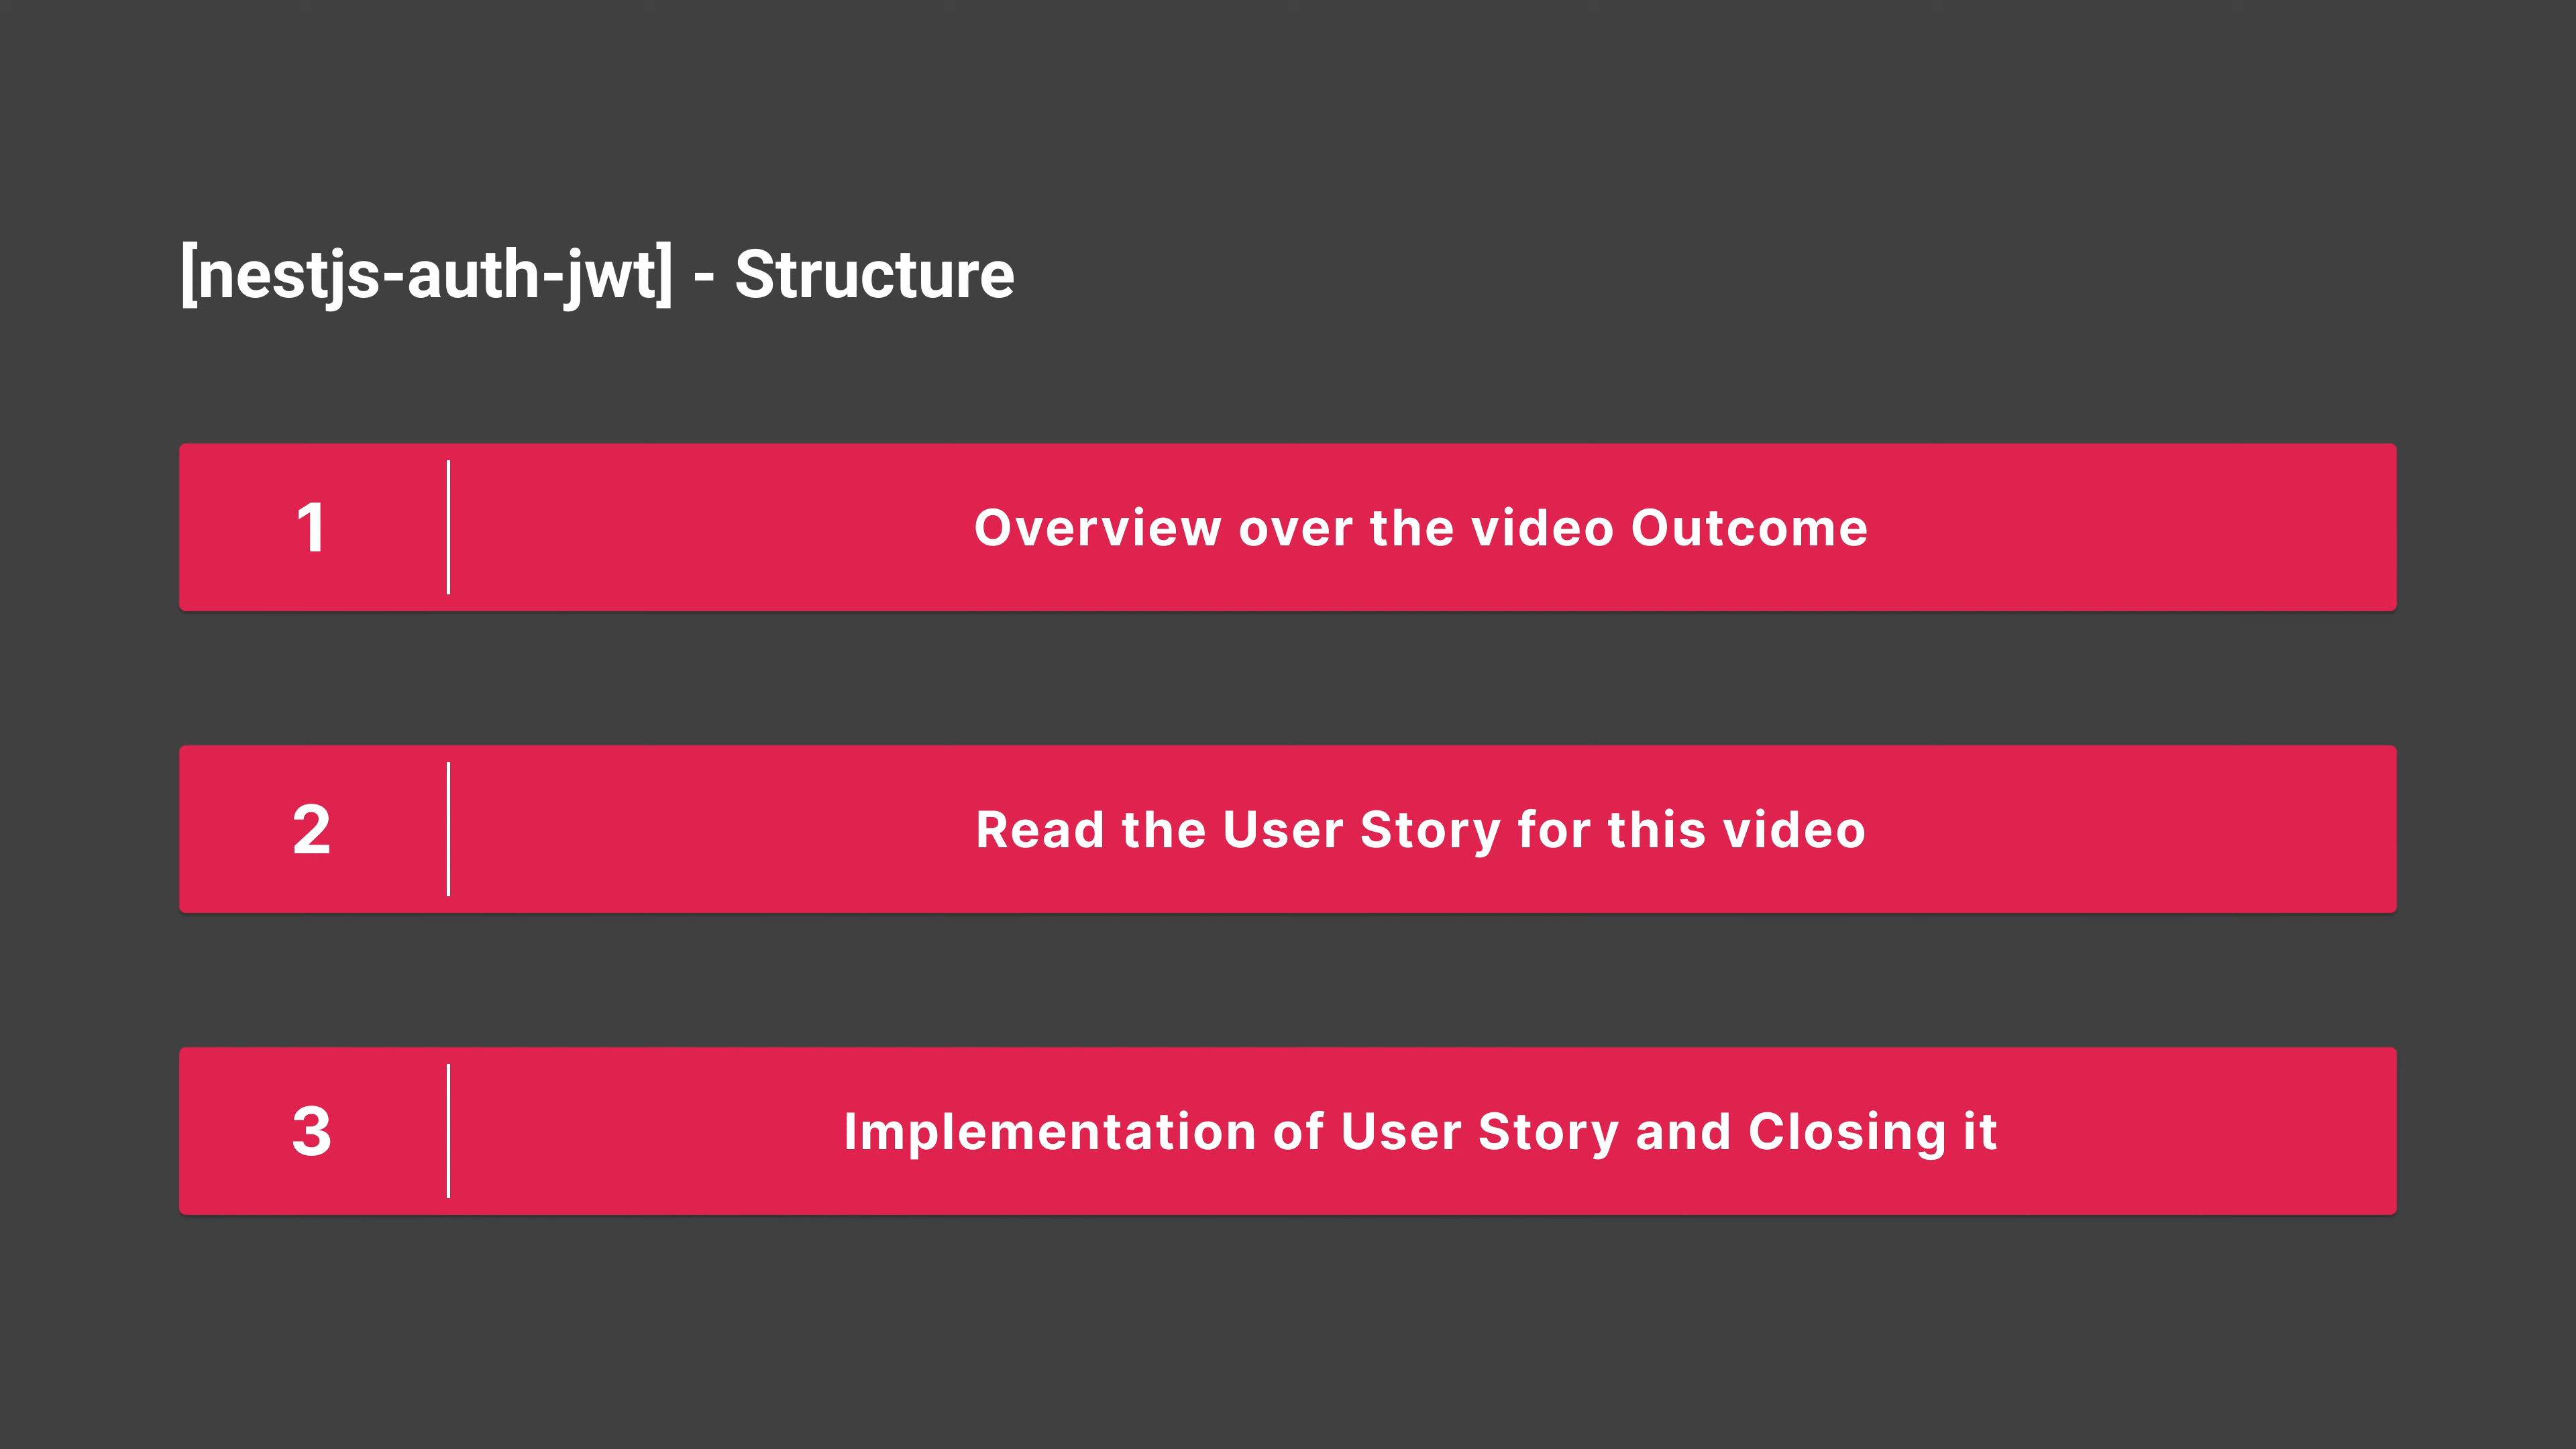 [nestjs-auth-jwt] - Structure
1
Overview over the video Outcome
2
Read the User Story for this video
3
Implementation of User Story and Closing it